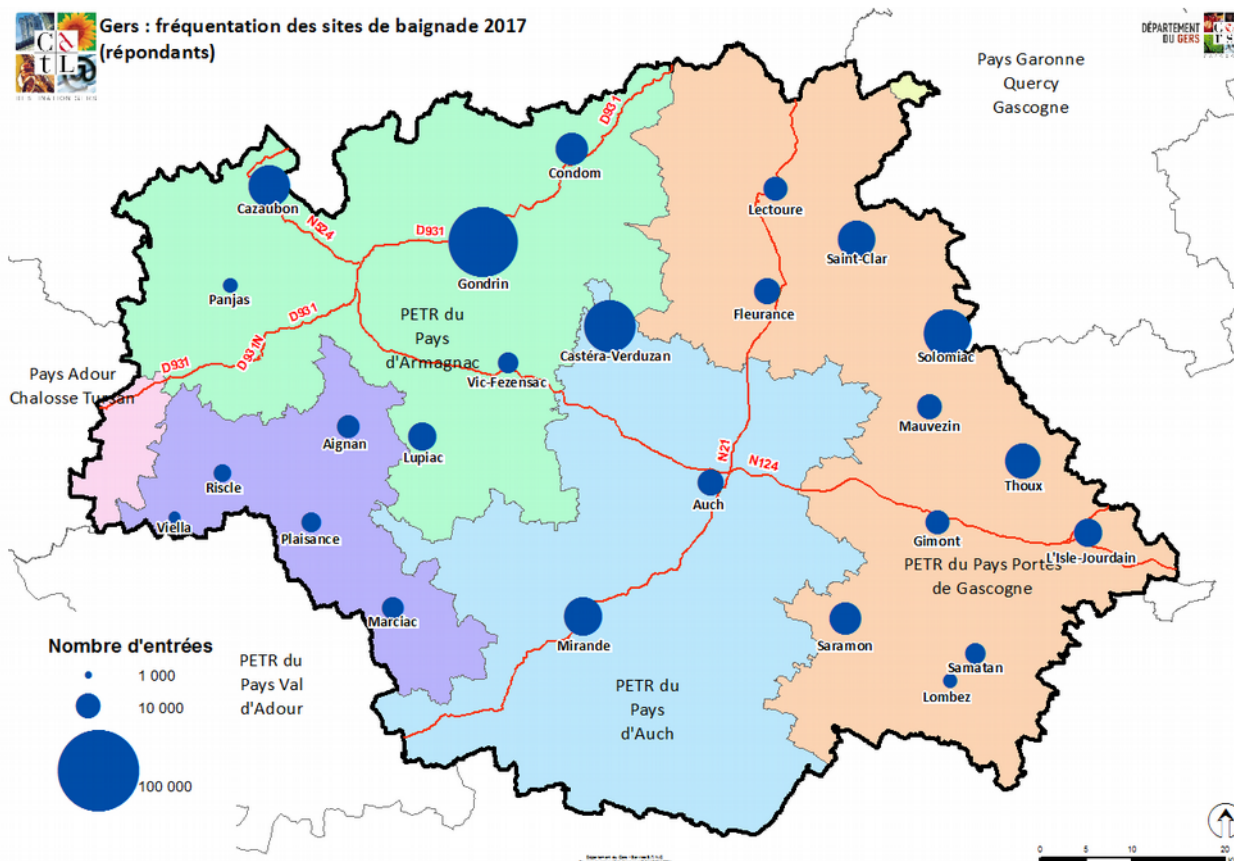 Gers : fréquentation des sites de baignade 2017
(répondants)
DÉPARTEMENT
DU GERS
Pays Garonne
Quercy
Gascogne
D931
Condom
Cazaubon
Lectoure
N524
D931
Saint-Clar
Gondrin
Panjas
Fleurance
D931
PETR du
Pays
d'Armagnac
Castéra-Verduzan
Solomiac
D931N
D931
Vic-Fezensac
Pays Adour
Chalosse Tursan
Mauvezin
Aignan
Lupiac
N21
N124
Riscle
Auch
Thoux
Viella
Plaisance
Gimont
L'Isle-Jourdain
PETR du Pays Portes
de Gascogne
Marciac
Mirande
Saramon
Samatan
Lombez
Nombre d'entrées
1 000
10 000
100 000
PETR du
Pays Val
d'Adour
PETR du
Pays
d'Auch
0 5 10 20